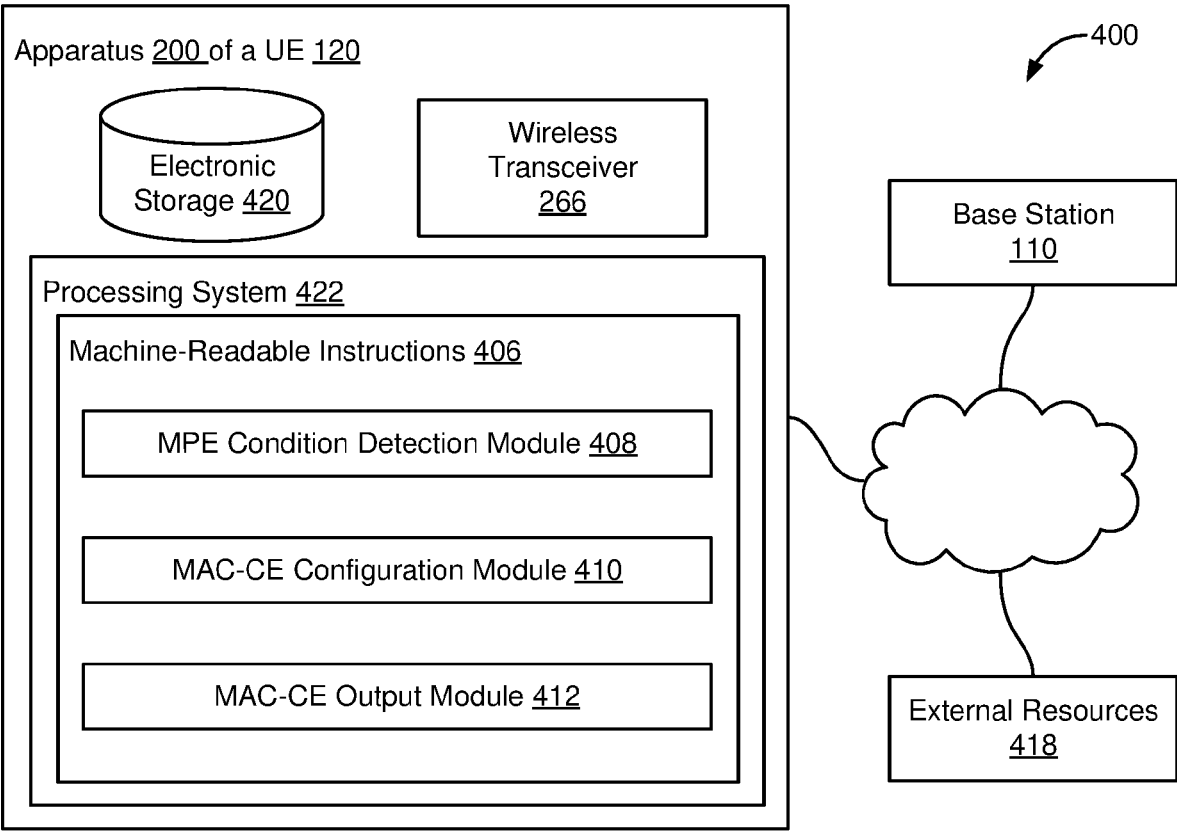 Apparatus 200 of a UE 120
400
Electronic
Storage 420
Wireless
Transceiver
266
Base Station
110
Processing System 422
Machine-Readable Instructions 406
MPE Condition Detection Module 408
MAC-CE Configuration Module 410
MAC-CE Output Module 412
External Resources
418